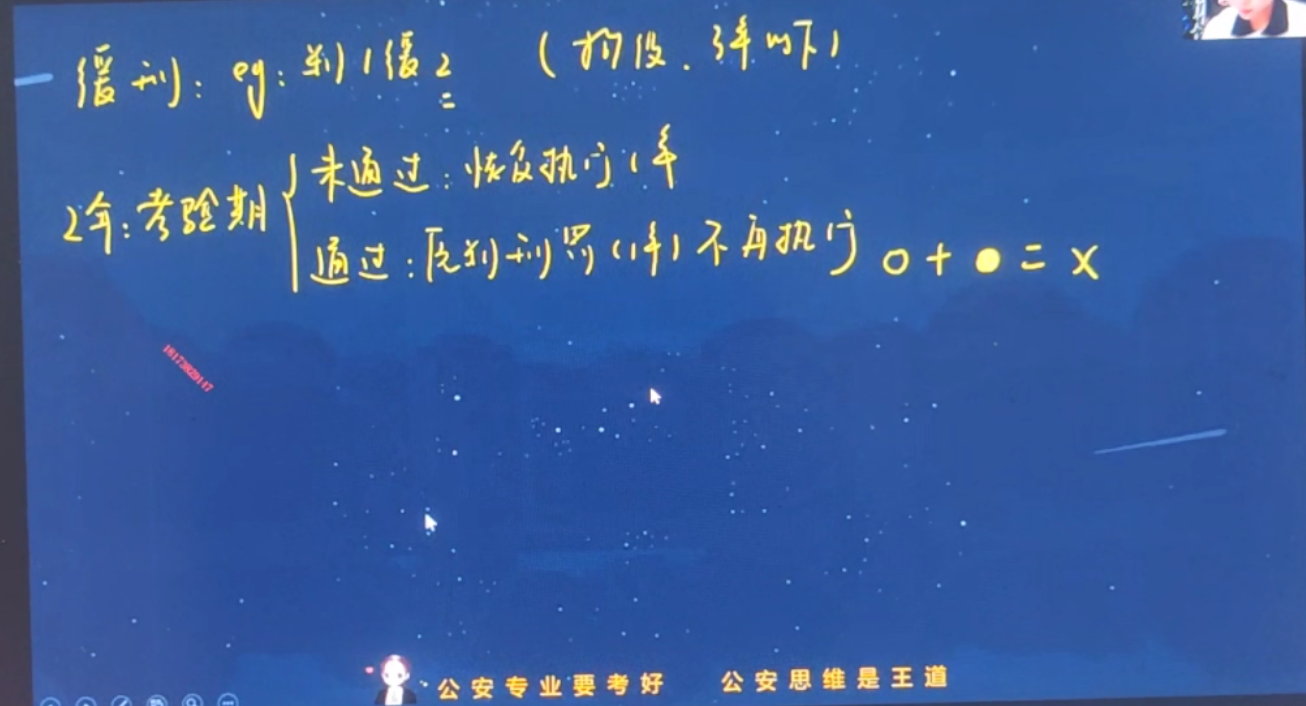 缓刑：eg：判1缓2 （拘役、3年以下）
未通过：恢复执行1年
2年：考验期
通过：原判刑罚（1年）不再执行 ○+●=×
18173829147
公安专业要考好 公安思维是王道